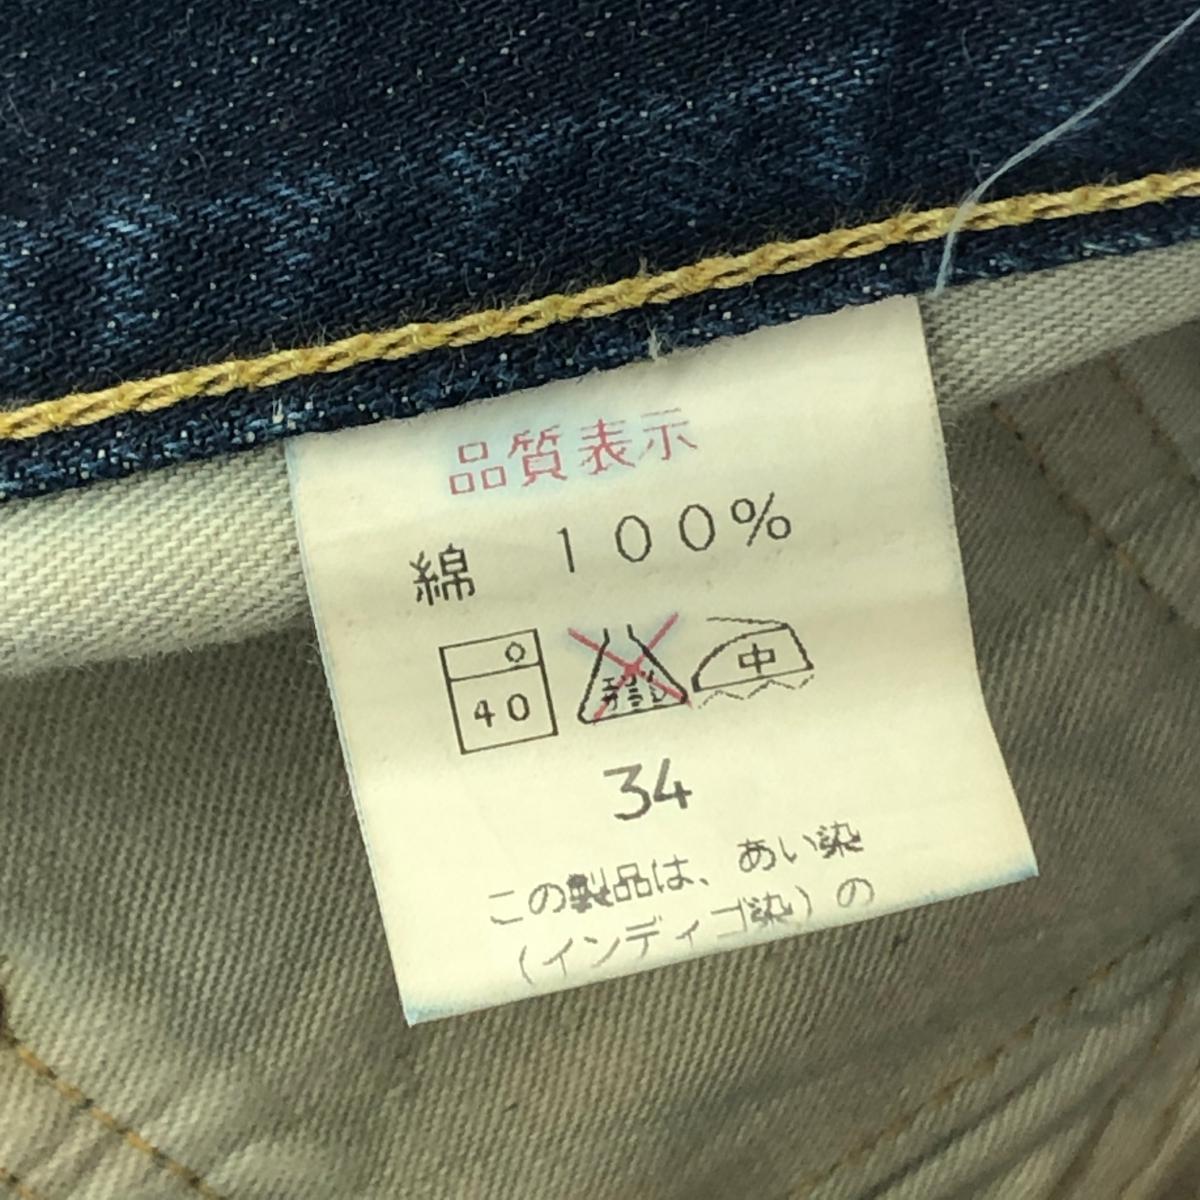 品質表示
綿 100%
40 中
34
この製品は、あい染
(インディゴ染)の